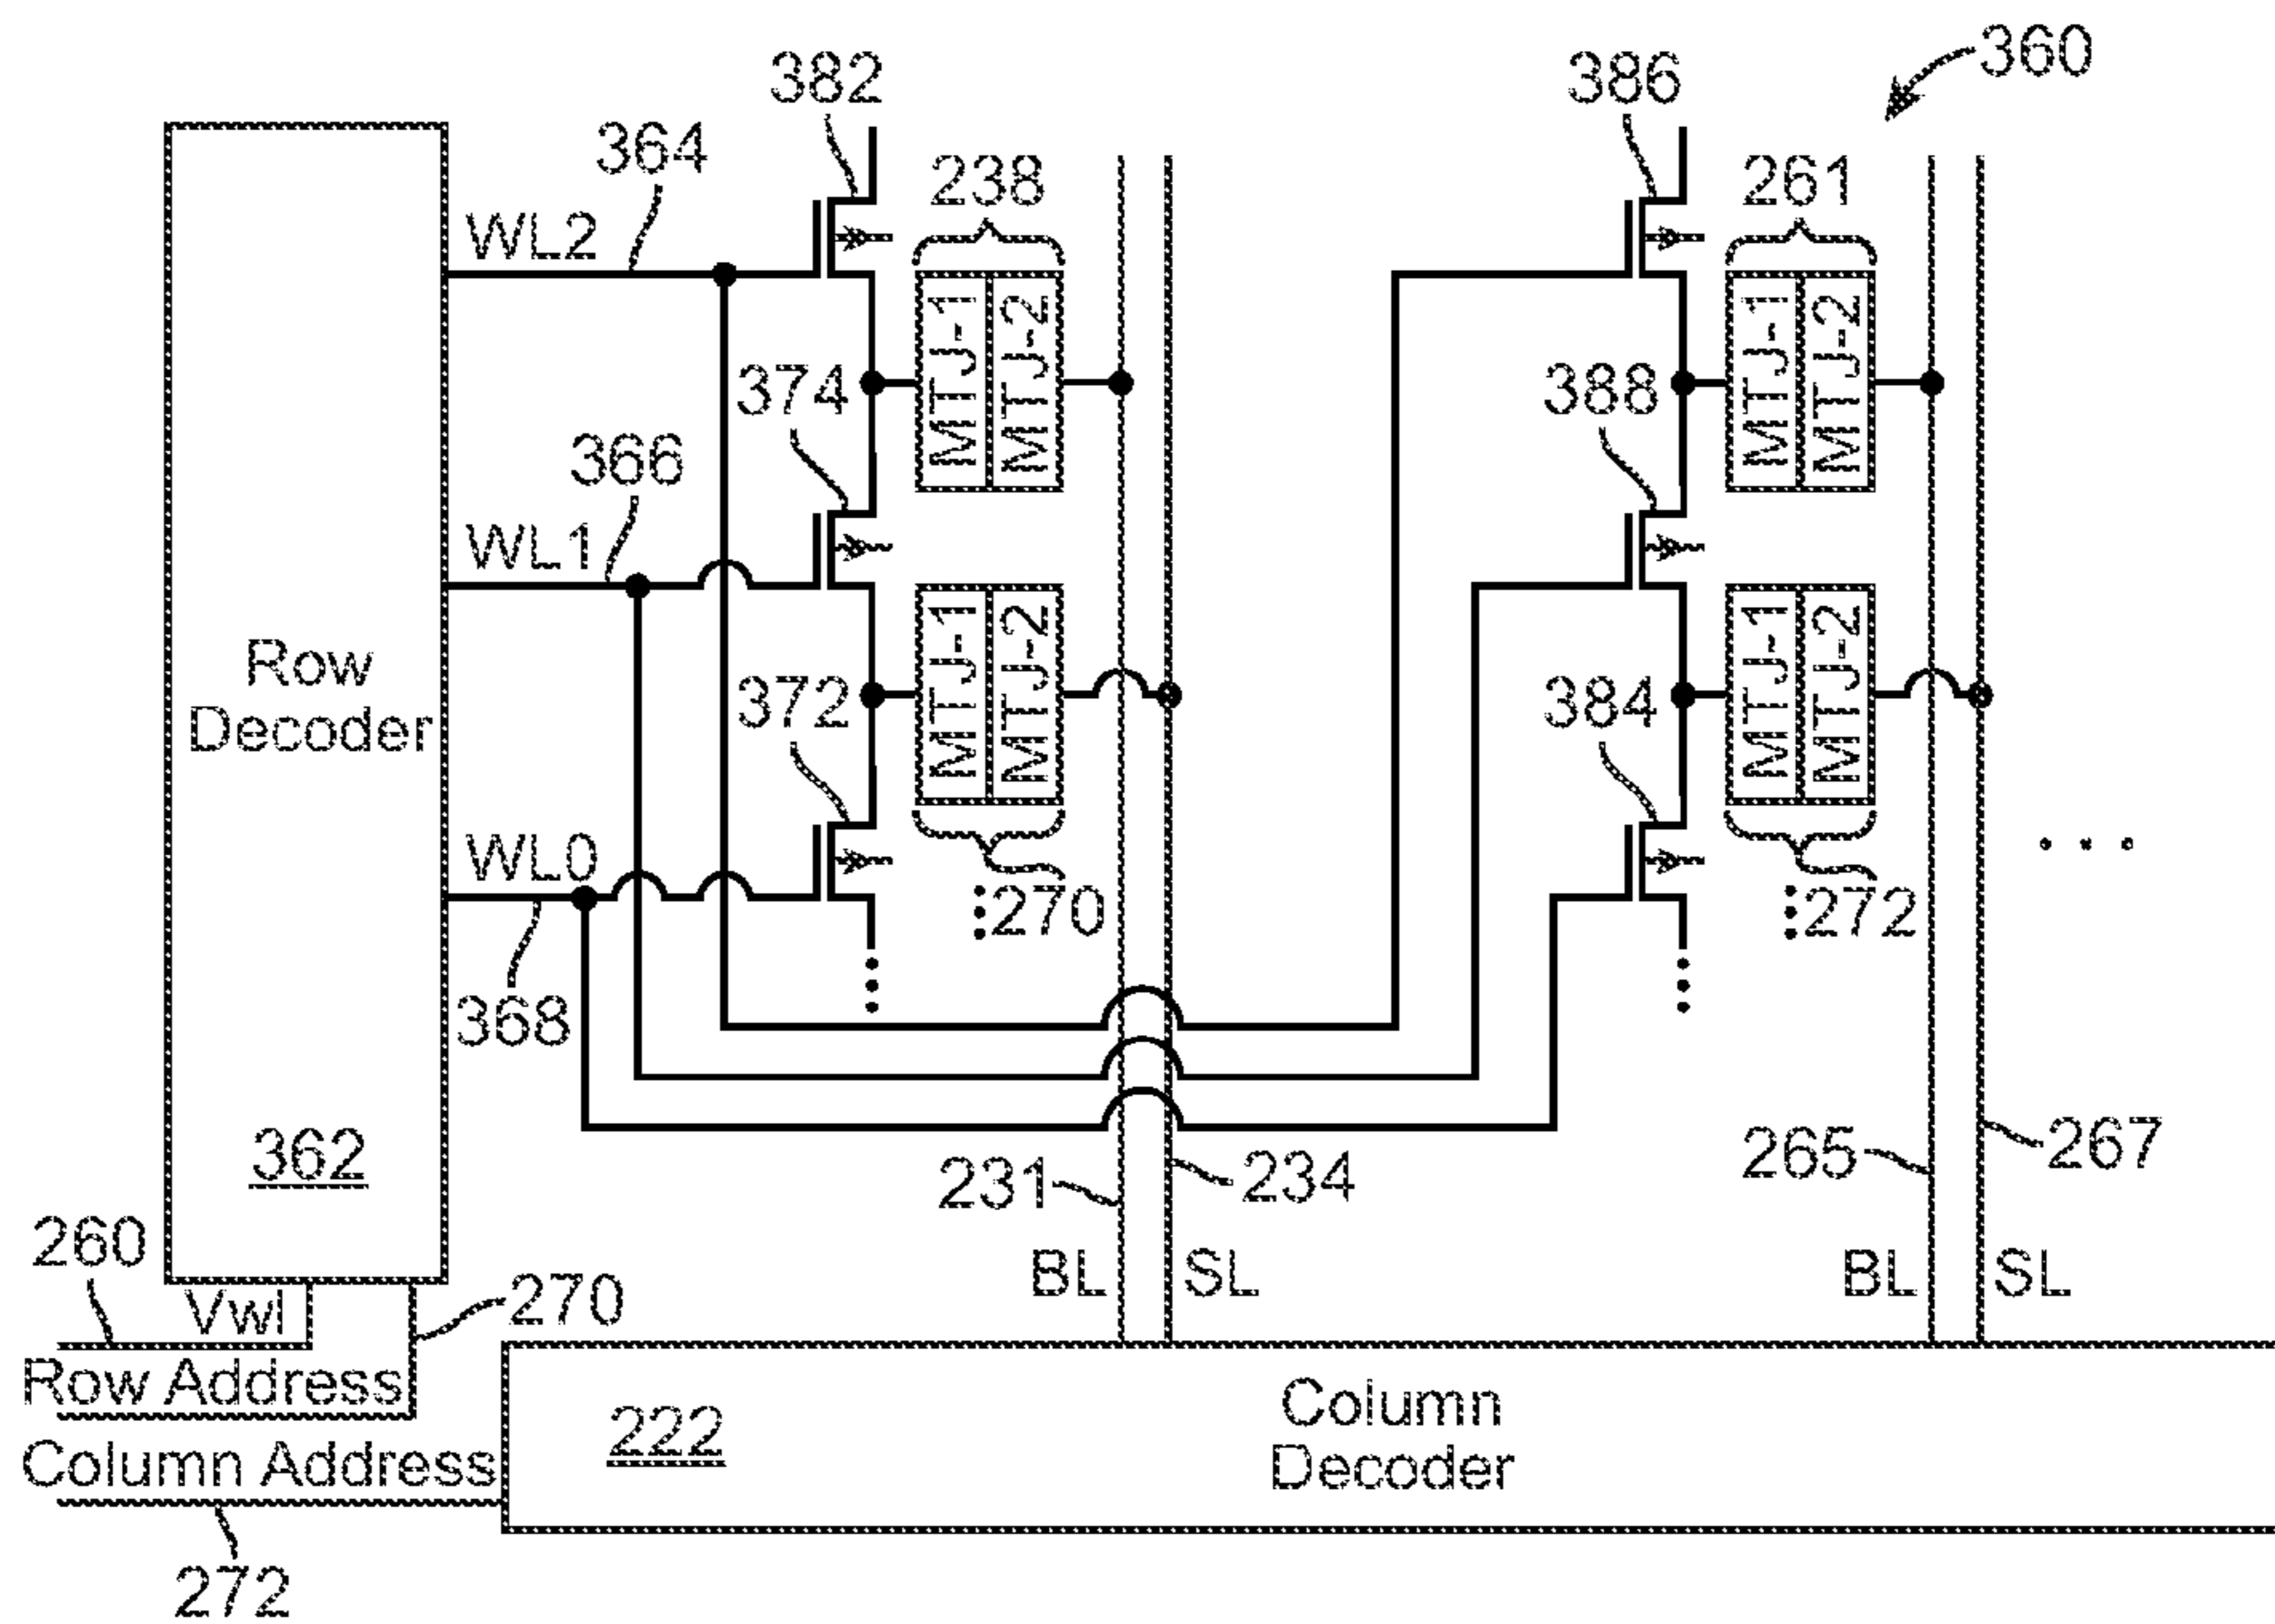 382
386
360
364
238
261
WL2
MTJ-1
MTJ-2
MTJ-1
MTJ-2
374
388
366
WL1
MTJ-1
MTJ-2
MTJ-1
MTJ-2
Row
Decoder
372
384
WL0
270
272
368
362
231
234
265
267
260
Vwl
270
BL
SL
BL
SL
Row Address
Column Address
222
Column
Decoder
272